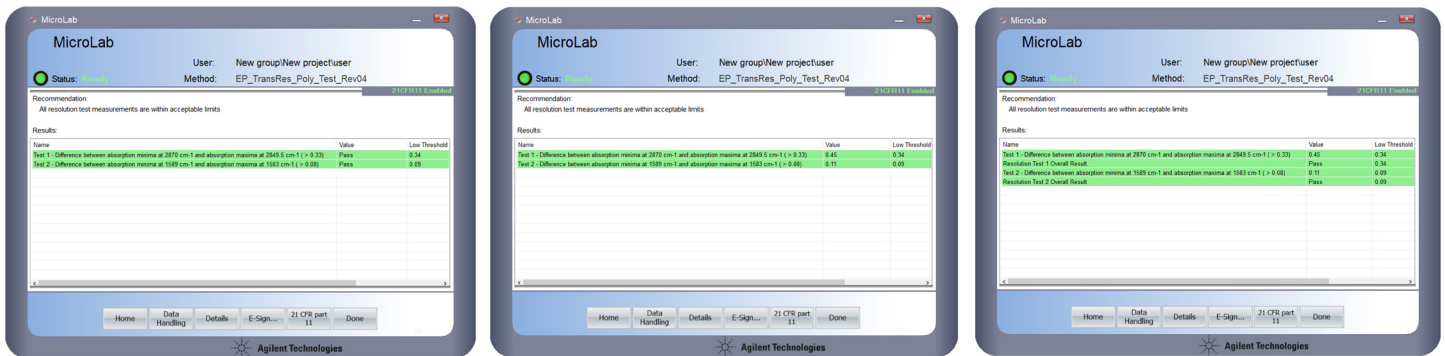 MicroLab
MicroLab
User: New group\New project\user
Status: Ready Method: EP_TransRes_Poly_Test_Rev04
21CFR11 Enabled
Recommendation:
All resolution test measurements are within acceptable limits
Results:
Name Value Low Threshold
Test 1 - Difference between absorption minima at 2870 cm-1 and absorption maxima at 2849.5 cm-1 ( > 0.33) Pass 0.34
Test 2 - Difference between absorption minima at 1589 cm-1 and absorption maxima at 1583 cm-1 ( > 0.08) Pass 0.09
Home Data Handling Details E-Sign... 21 CFR part 11 Done
Agilent Technologies
MicroLab
MicroLab
User: New group\New project\user
Status: Ready Method: EP_TransRes_Poly_Test_Rev04
21CFR11 Enabled
Recommendation:
All resolution test measurements are within acceptable limits
Results:
Name Value Low Threshold
Test 1 - Difference between absorption minima at 2870 cm-1 and absorption maxima at 2849.5 cm-1 ( > 0.33) 0.45 0.34
Test 2 - Difference between absorption minima at 1589 cm-1 and absorption maxima at 1583 cm-1 ( > 0.08) 0.11 0.09
Home Data Handling Details E-Sign... 21 CFR part 11 Done
Agilent Technologies
MicroLab
MicroLab
User: New group\New project\user
Status: Ready Method: EP_TransRes_Poly_Test_Rev04
21CFR11 Enabled
Recommendation:
All resolution test measurements are within acceptable limits
Results:
Name Value Low Threshold
Test 1 - Difference between absorption minima at 2870 cm-1 and absorption maxima at 2849.5 cm-1 ( > 0.33) 0.45 0.34
Resolution Test 1 Overall Result Pass 0.34
Test 2 - Difference between absorption minima at 1589 cm-1 and absorption maxima at 1583 cm-1 ( > 0.08) 0.11 0.09
Resolution Test 2 Overall Result Pass 0.09
Home Data Handling Details E-Sign... 21 CFR part 11 Done
Agilent Technologies